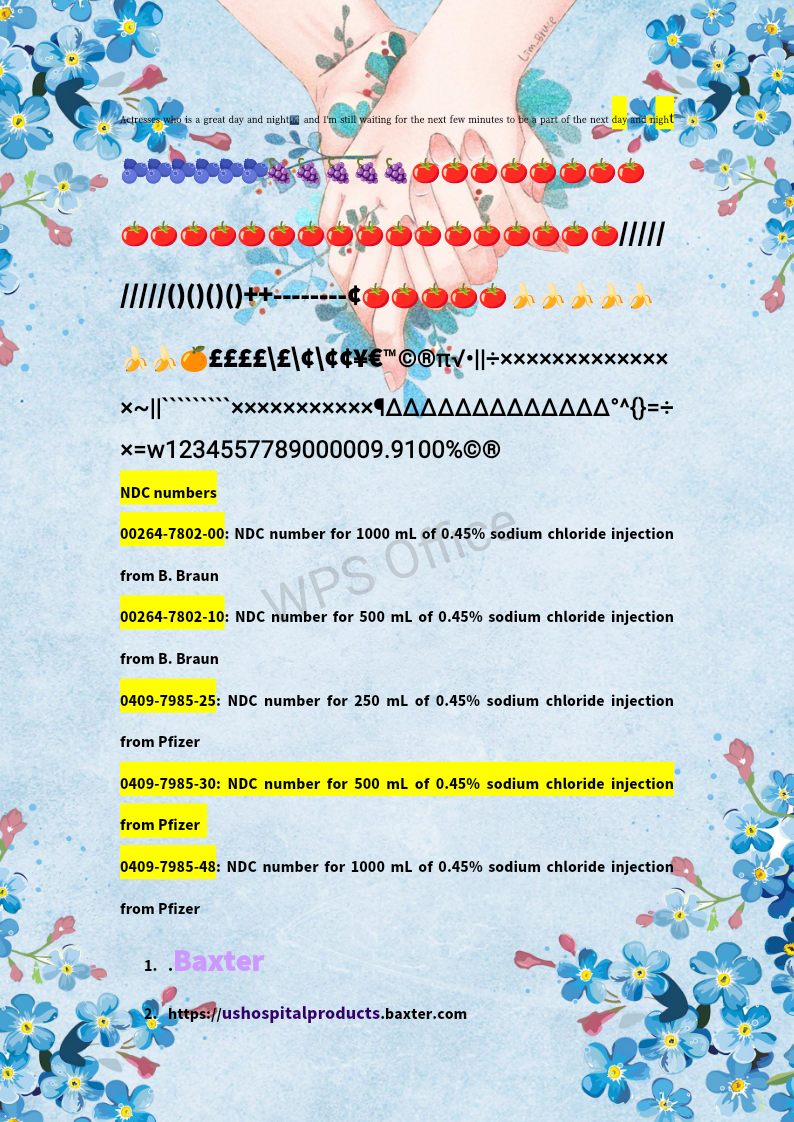 Lim.Bruce
Actresses who is a great day and night and I'm still waiting for the next few minutes to be a part of the next day and night
🫐🫐🫐🫐🫐🫐🍇🍇🍇🍇🍇🍅🍅🍅🍅🍅🍅🍅🍅
🍅🍅🍅🍅🍅🍅🍅🍅🍅🍅🍅🍅🍅🍅🍅🍅🍅/////
/////()()()()++--------¢🍅🍅🍅🍅🍅🍌🍌🍌🍌🍌
🍌🍌🍊££££\£\¢\¢¢¥€™©®π√•||÷×××××××××××××
×~||`````````×××××××××××¶∆∆∆∆∆∆∆∆∆∆∆∆∆°^{}=÷
×=w1234557789000009.9100%©®
NDC numbers
00264-7802-00: NDC number for 1000 mL of 0.45% sodium chloride injection
from B. Braun
00264-7802-10: NDC number for 500 mL of 0.45% sodium chloride injection
from B. Braun
0409-7985-25: NDC number for 250 mL of 0.45% sodium chloride injection
from Pfizer
0409-7985-30: NDC number for 500 mL of 0.45% sodium chloride injection
from Pfizer
0409-7985-48: NDC number for 1000 mL of 0.45% sodium chloride injection
from Pfizer
1. .Baxter
2. https://ushospitalproducts.baxter.com
WPS Office